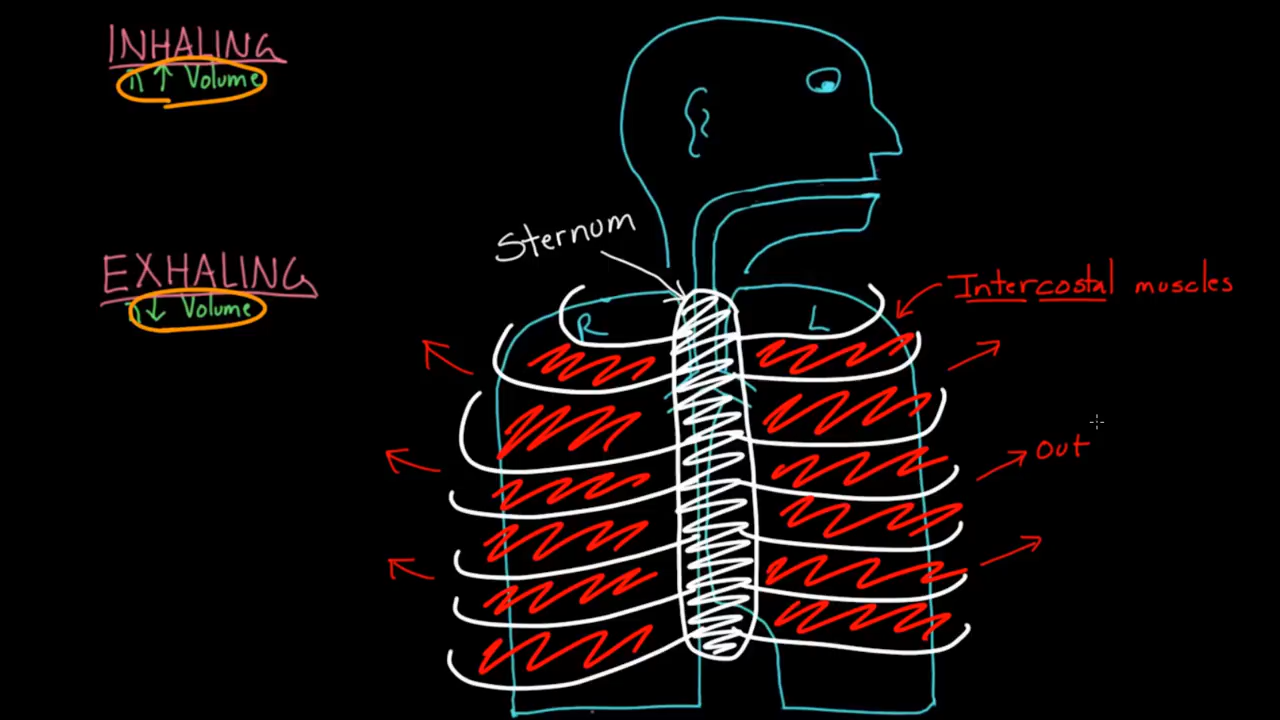 INHALING
↑ Volume
EXHALING
↓ Volume
Sternum
Intercostal muscles
R
L
Out